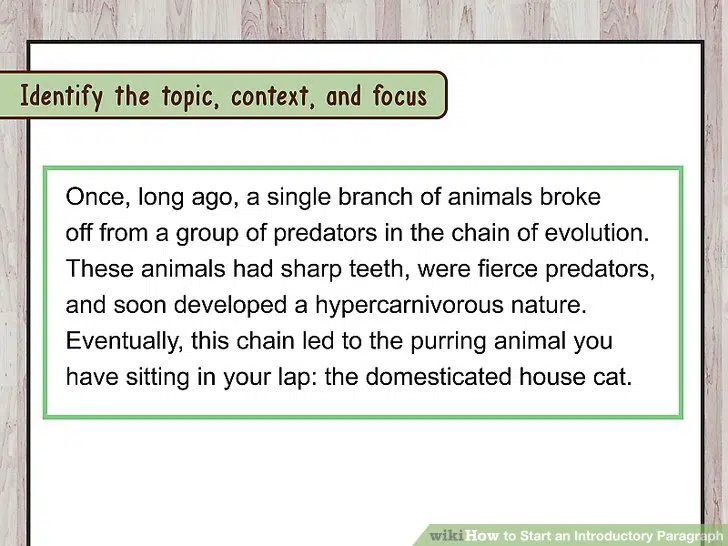 Identify the topic, context, and focus
Once, long ago, a single branch of animals broke
off from a group of predators in the chain of evolution.
These animals had sharp teeth, were fierce predators,
and soon developed a hypercarnivorous nature.
Eventually, this chain led to the purring animal you
have sitting in your lap: the domesticated house cat.
wikiHow to Start an Introductory Paragraph